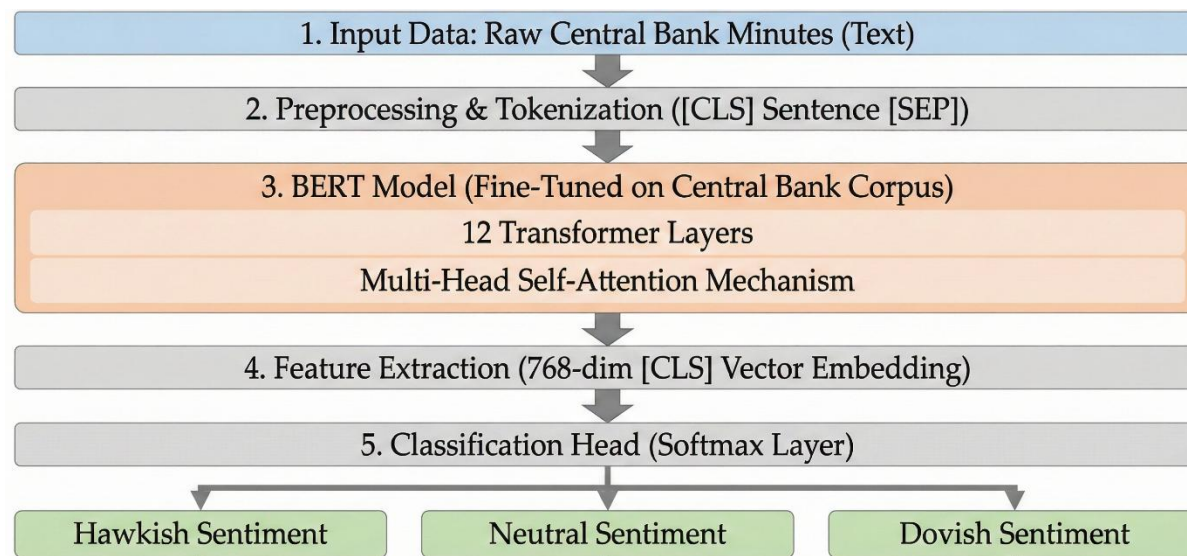 1. Input Data: Raw Central Bank Minutes (Text)
2. Preprocessing & Tokenization ([CLS] Sentence [SEP])
3. BERT Model (Fine-Tuned on Central Bank Corpus)
12 Transformer Layers
Multi-Head Self-Attention Mechanism
4. Feature Extraction (768-dim [CLS] Vector Embedding)
5. Classification Head (Softmax Layer)
Hawkish Sentiment
Neutral Sentiment
Dovish Sentiment